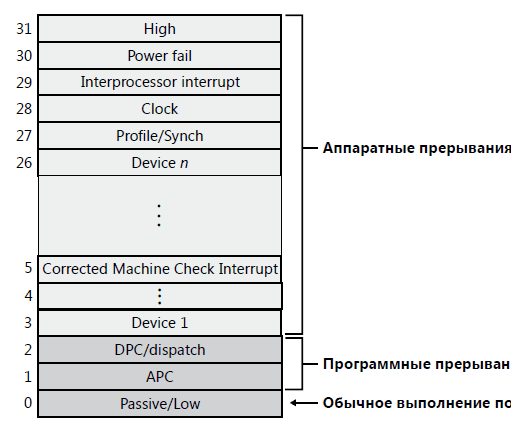 31 High
30 Power fail
29 Interprocessor interrupt
28 Clock
27 Profile/Synch
26 Device n
Аппаратные прерывания
⋮
5 Corrected Machine Check Interrupt
4 ⋮
3 Device 1
2 DPC/dispatch
Программные прерыван
1 APC
0 Passive/Low
Обычное выполнение по